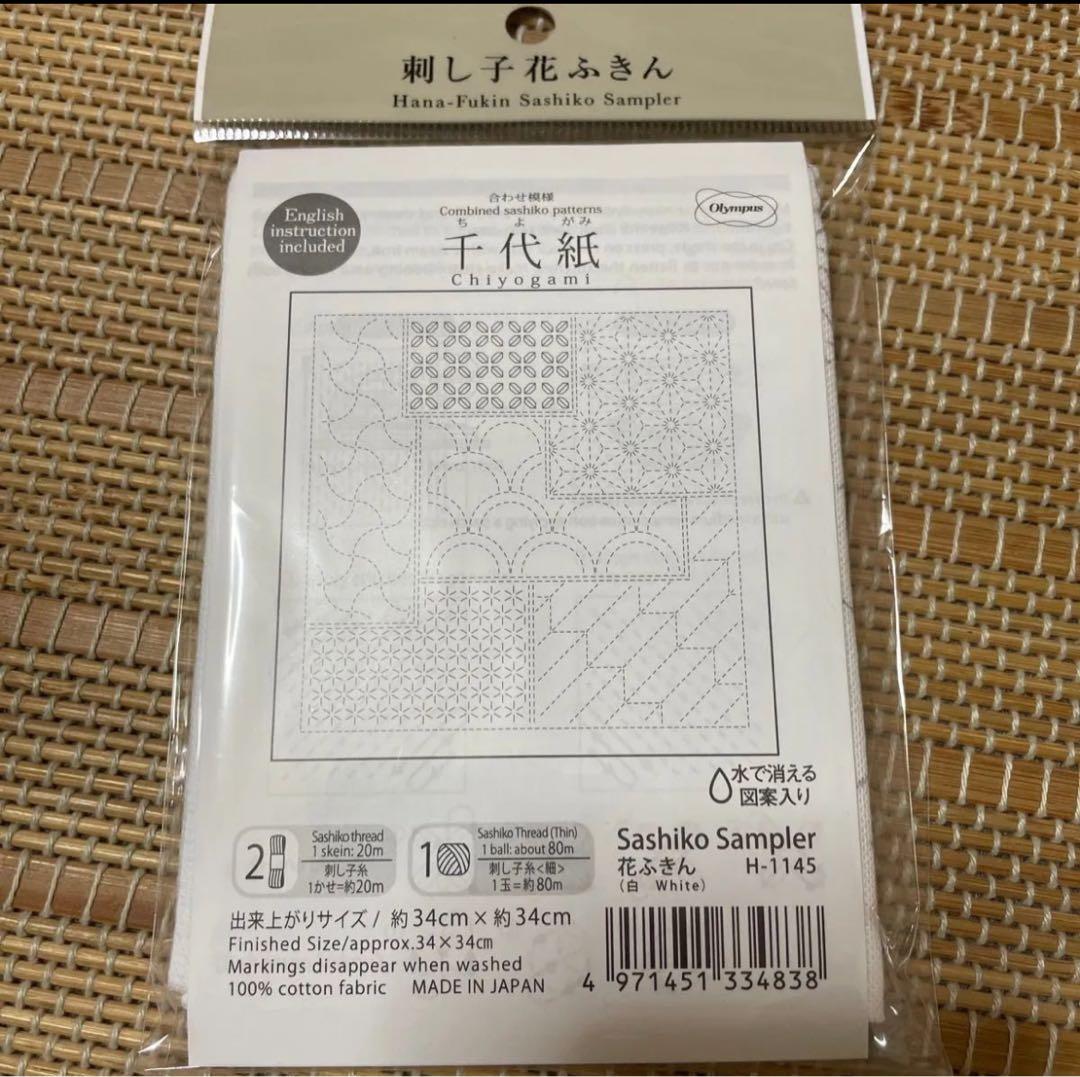 刺し子花ふきん
Hana-Fukin Sashiko Sampler
English
instruction
included
合わせ模様
Combined sashiko patterns
ちよがみ
千代紙
Chiyogami
Olympus
水で消える
図案入り
2
Sashiko thread
1 skein: 20m
刺し子糸
1かせ=約20m
1
Sashiko Thread (Thin)
1 ball: about 80m
刺し子糸<細>
1玉=約80m
Sashiko Sampler
花ふきん H-1145
(白 White)
出来上がりサイズ / 約34cm×約34cm
Finished Size/approx.34×34㎝
Markings disappear when washed
100% cotton fabric MADE IN JAPAN
4 971451 334838